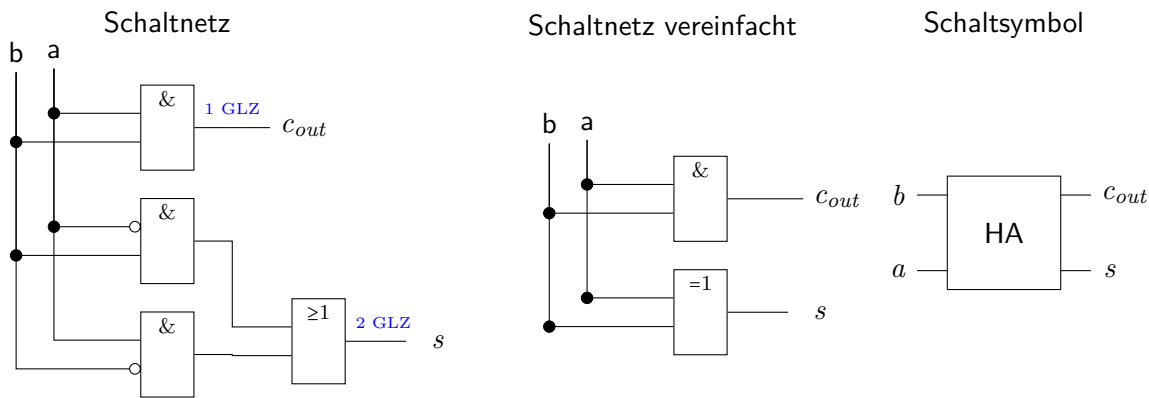 Schaltnetz
b a
&
1 GLZ
c_out
&
&
≥1
2 GLZ
s
Schaltnetz vereinfacht
b a
&
c_out
=1
s
Schaltsymbol
b
a
HA
c_out
s